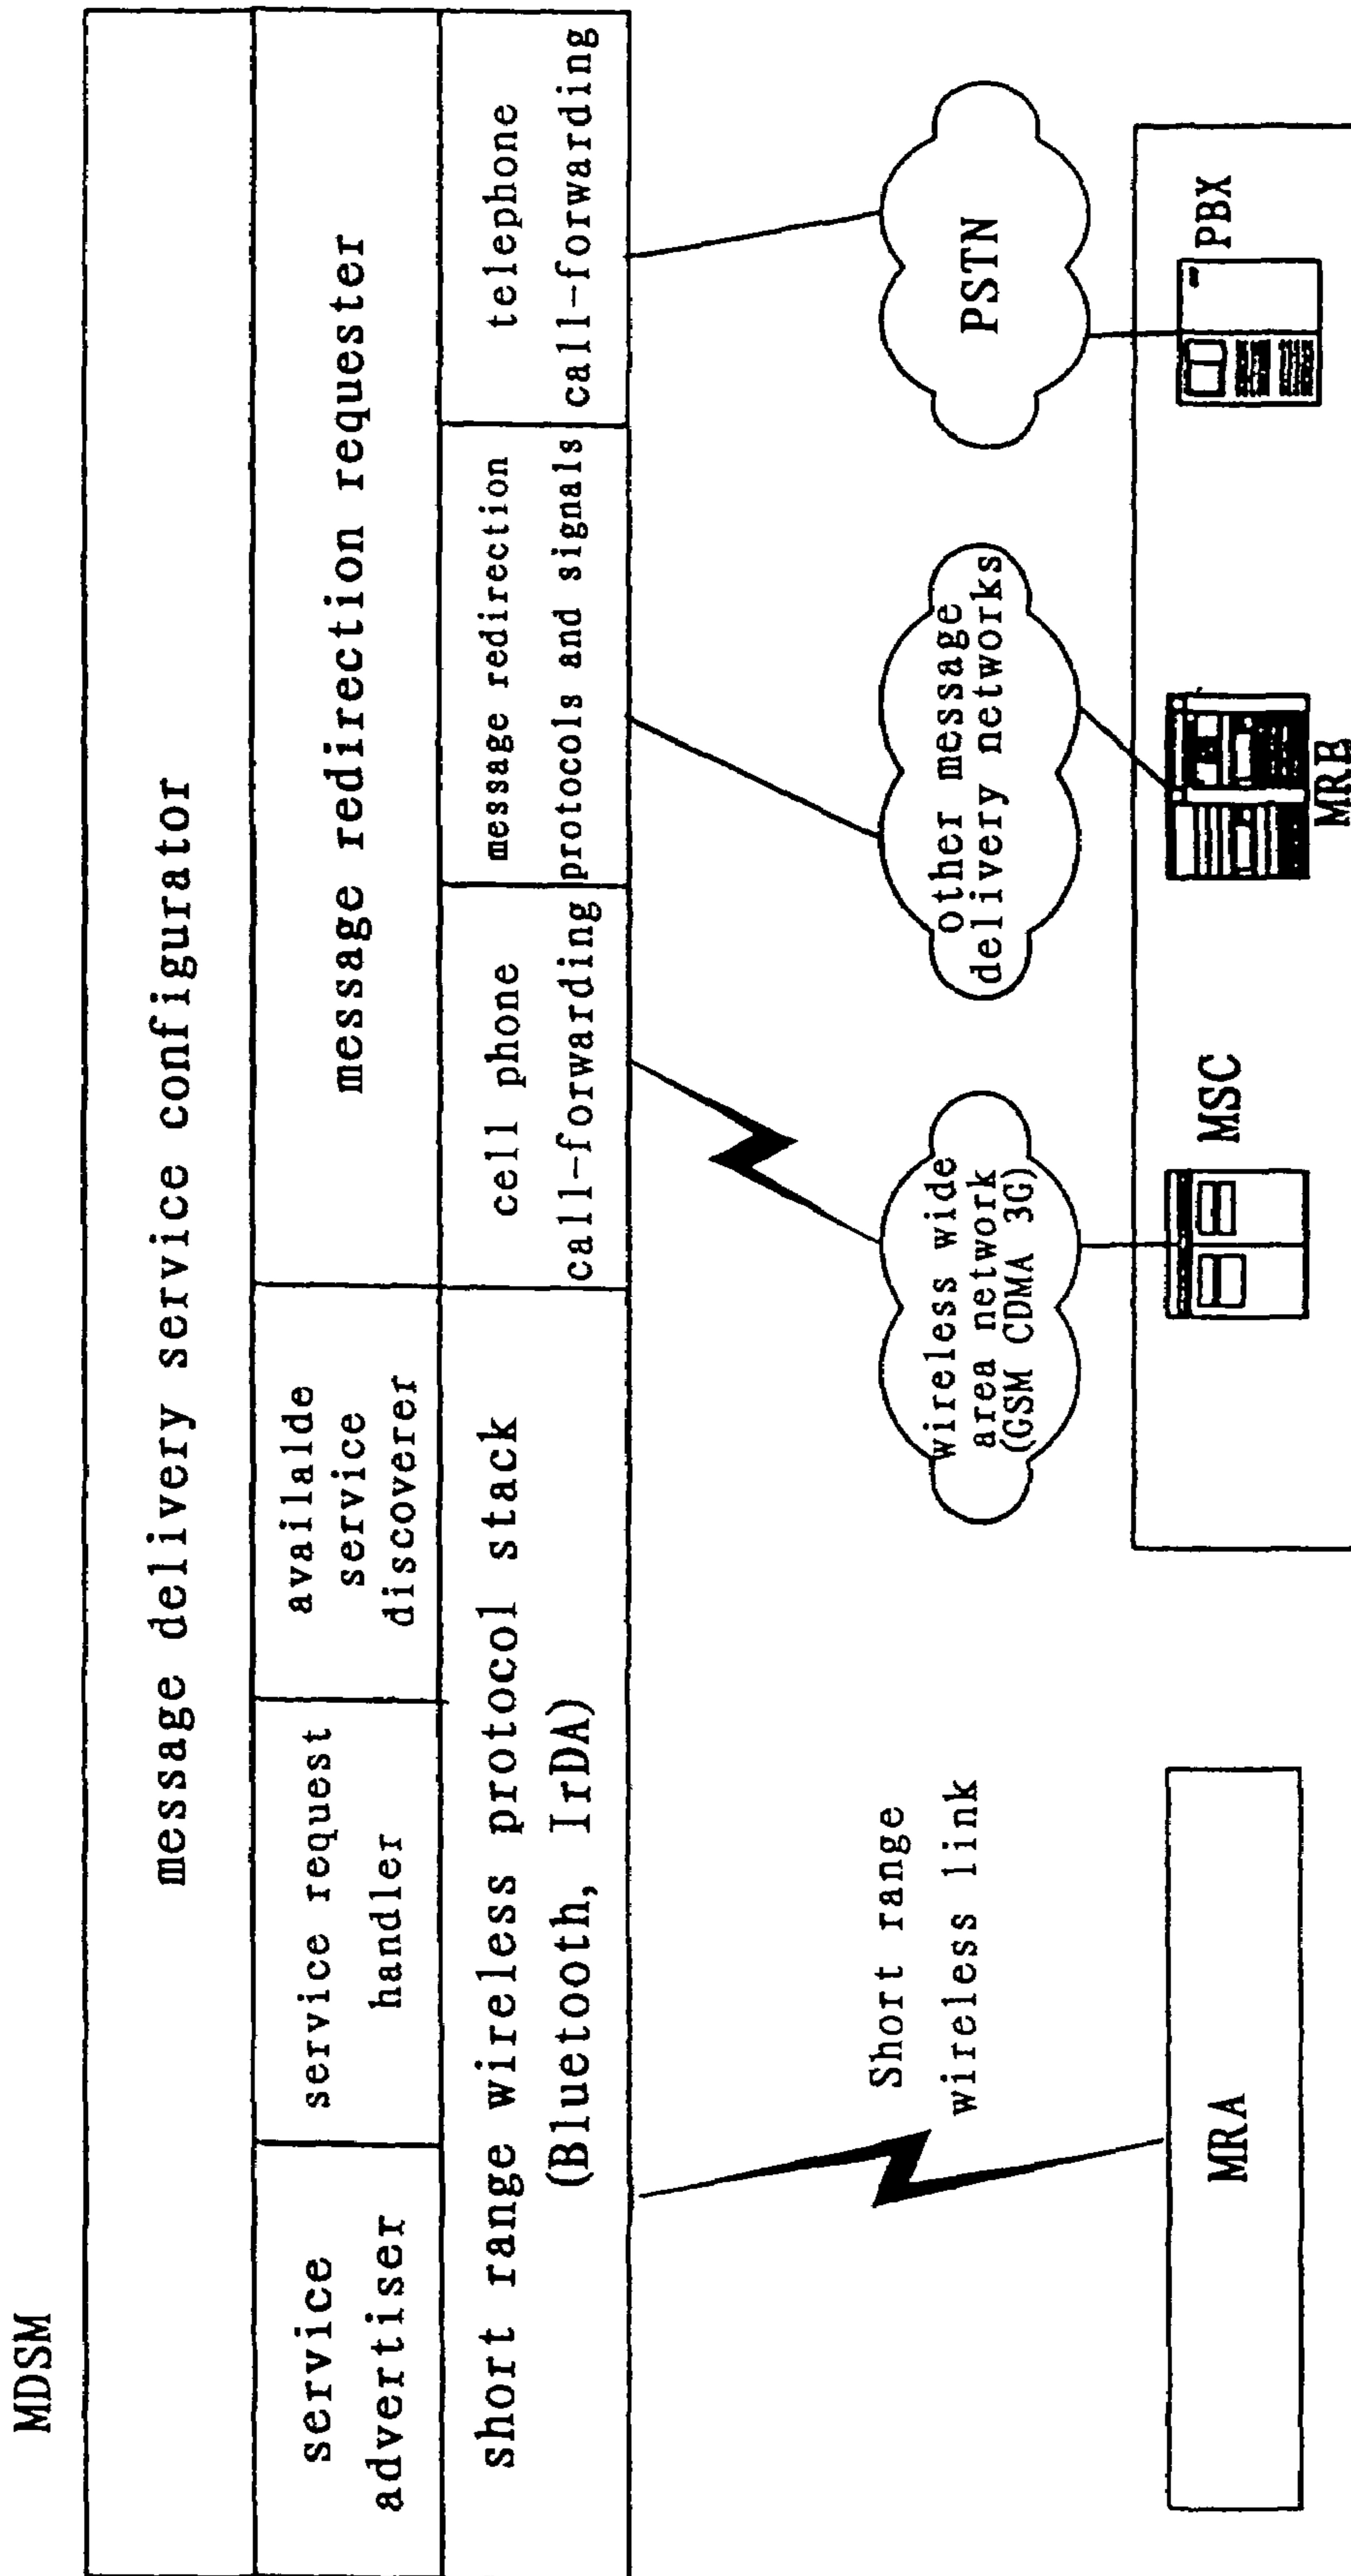 MDSM
message delivery service configurator
service
advertiser
service request
handler
availalde
service
discoverer
message redirection requester
short range wireless protocol stack
(Bluetooth, IrDA)
cell phone
call-forwarding
message redirection
protocols and signals
telephone
call-forwarding
Short range
wireless link
wireless wide
area network
(GSM CDMA 3G)
other message
delivery networks
PSTN
MRA
MSC
MRE
PBX